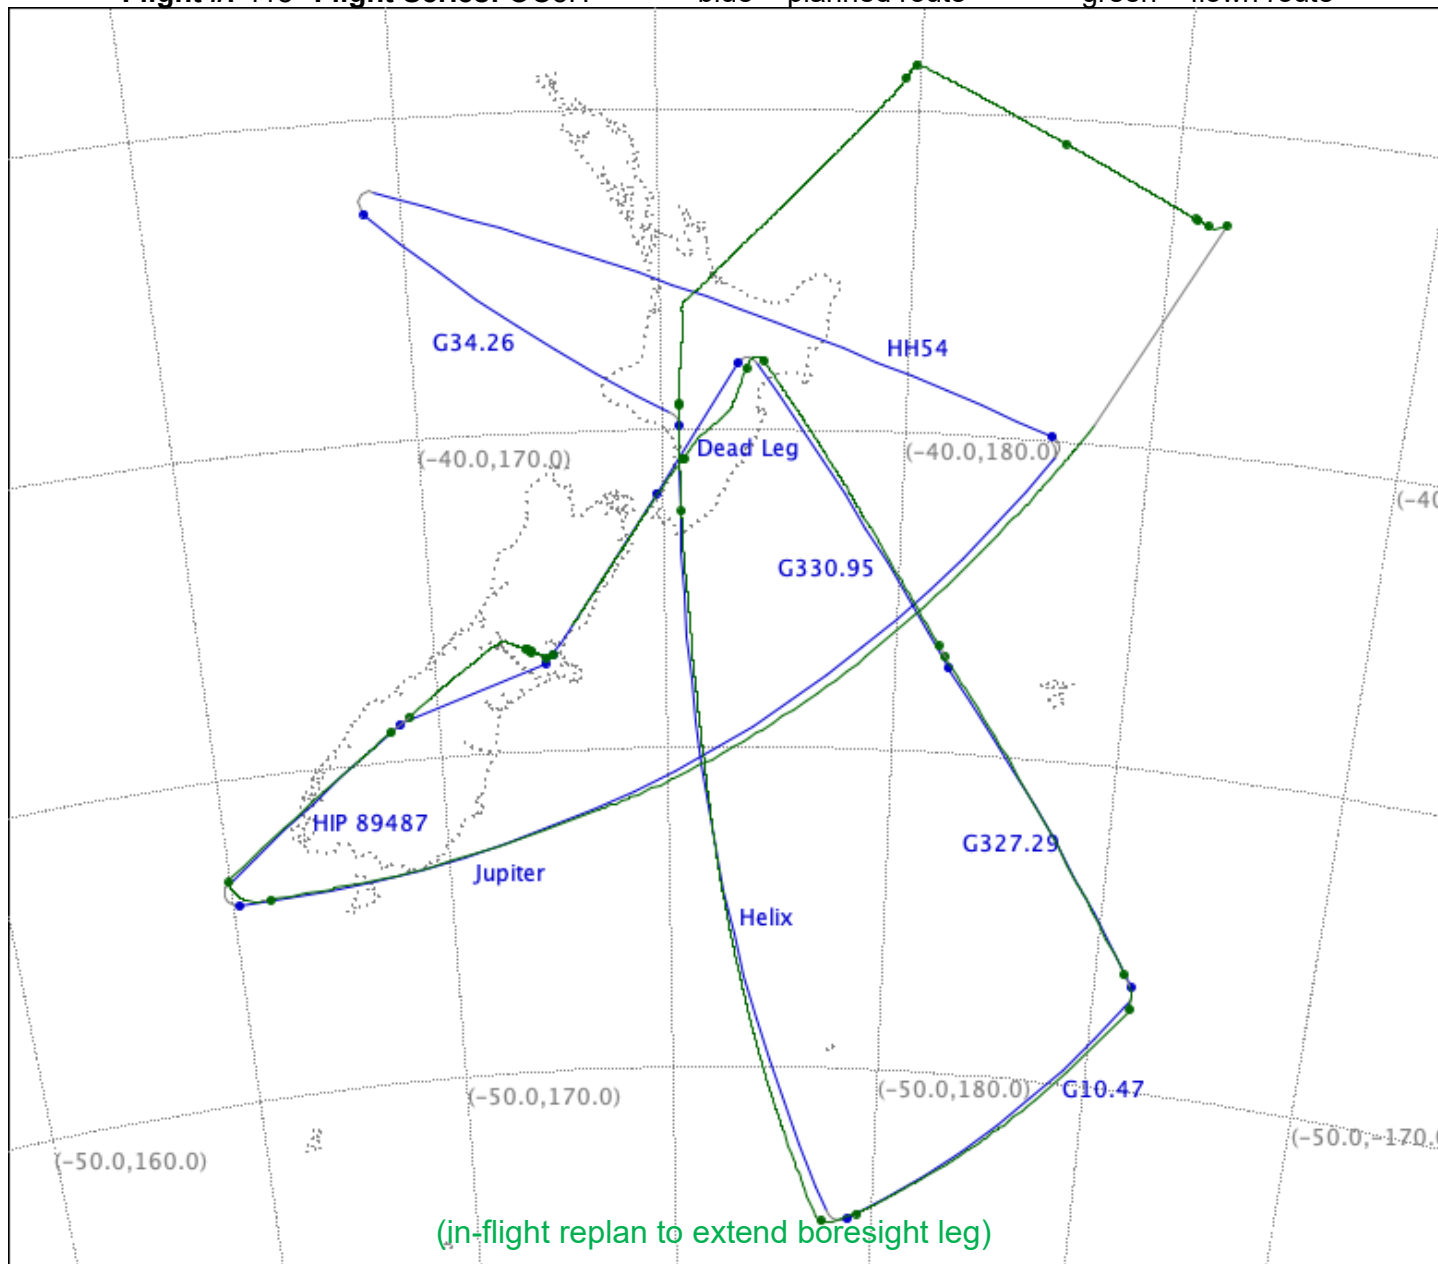 G34.26
HH54
Dead Leg
(-40.0,170.0)
(-40.0,180.0)
G330.95
HIP 89487
Jupiter
G327.29
Helix
(-50.0,170.0)
(-50.0,180.0)
G10.47
(-50.0,160.0)
(in-flight replan to extend boresight leg)